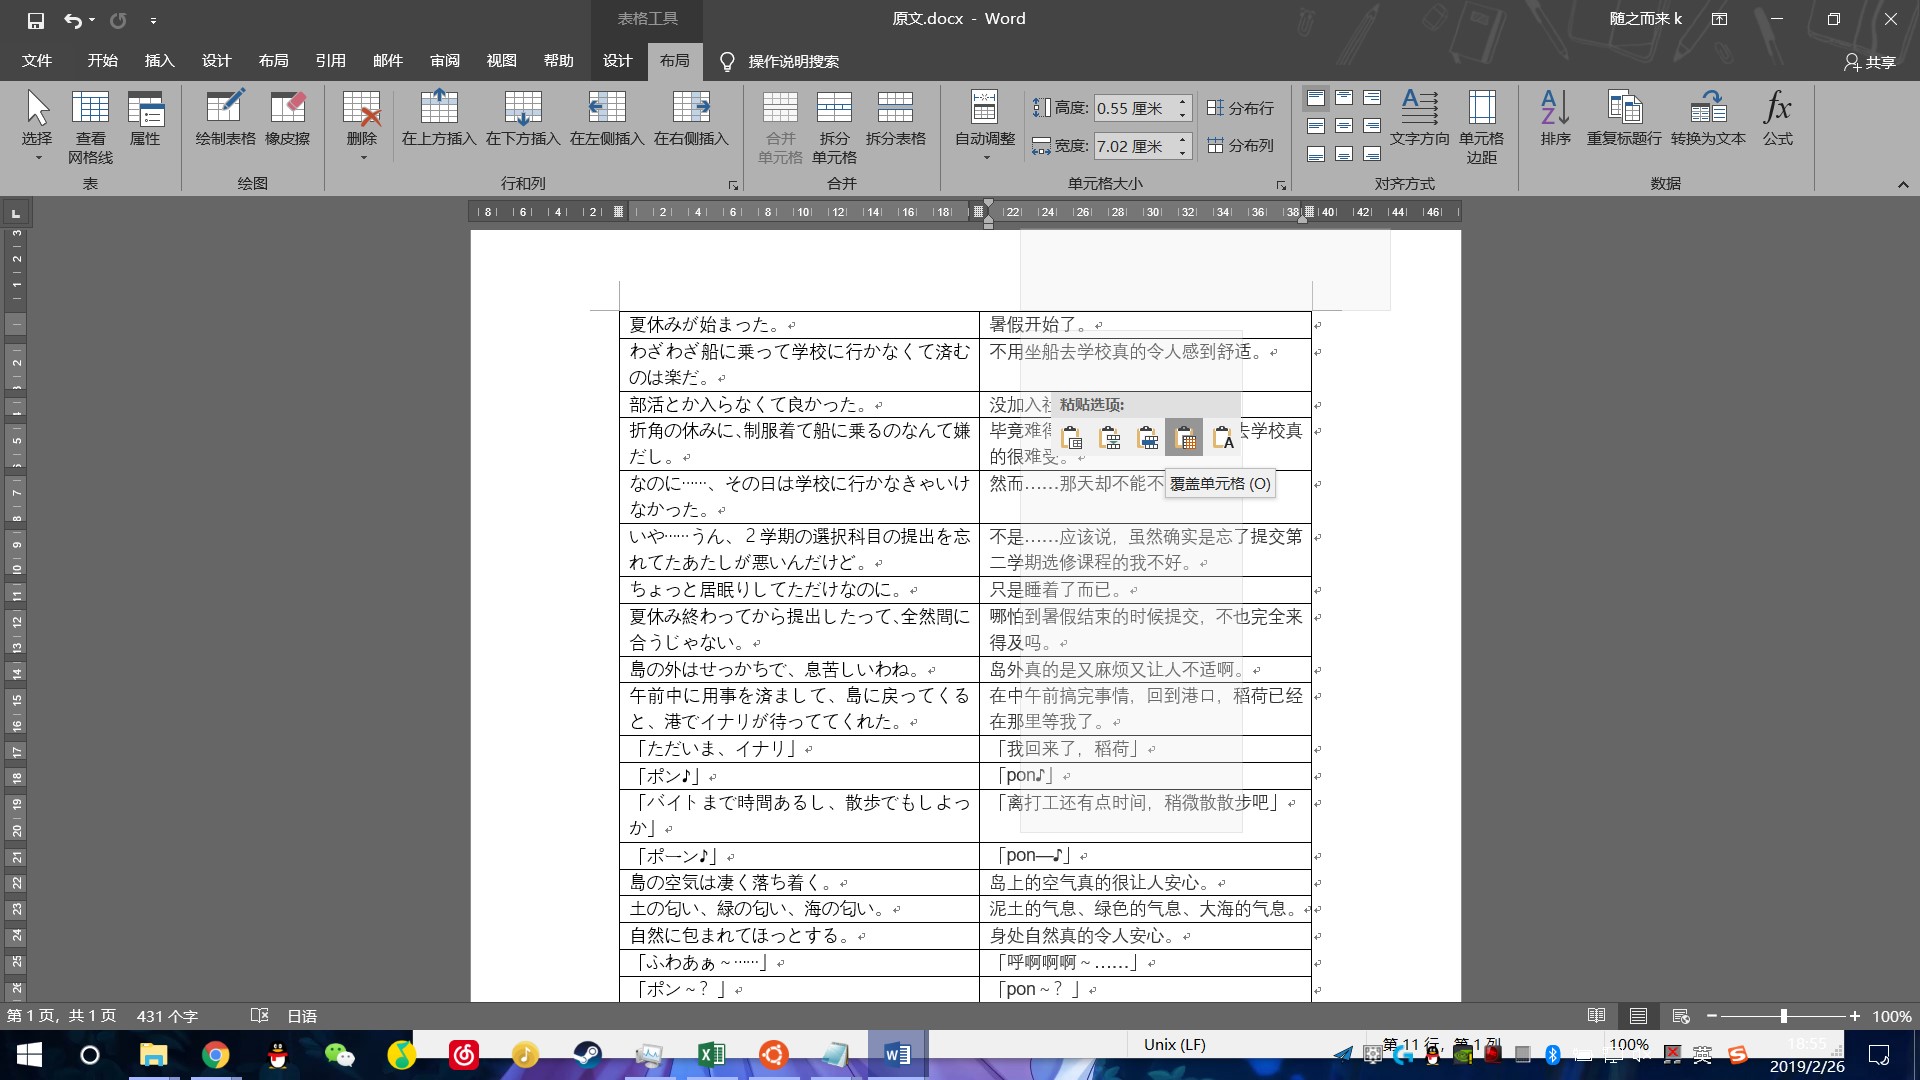 表格工具
原文.docx - Word
随之而来 k
文件 开始 插入 设计 布局 引用 邮件 审阅 视图 帮助 设计 布局 操作说明搜索
共享
选择 查看网格线 属性 绘制表格 橡皮擦 删除 在上方插入 在下方插入 在左侧插入 在右侧插入 合并单元格 拆分单元格 拆分表格 自动调整
高度: 0.55 厘米 分布行
宽度: 7.02 厘米 分布列
文字方向 单元格边距 排序 重复标题行 转换为文本 公式
表 绘图 行和列 合并 单元格大小 对齐方式 数据
8 6 4 2 2 4 6 8 10 12 14 16 18 22 24 26 28 30 32 34 36 38 40 42 44 46
夏休みが始まった。
暑假开始了。
わざわざ船に乗って学校に行かなくて済む
のは楽だ。
不用坐船去学校真的令人感到舒适。
部活とか入らなくて良かった。
没加入
粘贴选项:
折角の休みに、制服着て船に乗るのなんて嫌
だし。
毕竟难得
去学校真
的很难受。
なのに……、その日は学校に行かなきゃいけ
なかった。
然而……那天却不能不
覆盖单元格 (O)
いや……うん、２学期の選択科目の提出を忘
れてたあたしが悪いんだけど。
不是……应该说，虽然确实是忘了提交第
二学期选修课程的我不好。
ちょっと居眠りしてただけなのに。
只是睡着了而已。
夏休み終わってから提出したって、全然間に
合うじゃない。
哪怕到暑假结束的时候提交，不也完全来
得及吗。
島の外はせっかちで、息苦しいわね。
岛外真的是又麻烦又让人不适啊。
午前中に用事を済まして、島に戻ってくる
と、港でイナリが待っててくれた。
在中午前搞完事情，回到港口，稻荷已经
在那里等我了。
「ただいま、イナリ」
「我回来了，稻荷」
「ポン♪」
「pon♪」
「バイトまで時間あるし、散歩でもしよっ
か」
「离打工还有点时间，稍微散散步吧」
「ポーン♪」
「pon—♪」
島の空気は凄く落ち着く。
岛上的空气真的很让人安心。
土の匂い、緑の匂い、海の匂い。
泥土的气息、绿色的气息、大海的气息。
自然に包まれてほっとする。
身处自然真的令人安心。
「ふわあぁ～……」
「呼啊啊啊～……」
「ポン～？」
「pon～？」
第 1 页，共 1 页 431 个字 日语 100%
Unix (LF) 第 11 行，第 1 列 100%
英
18:55
2019/2/26